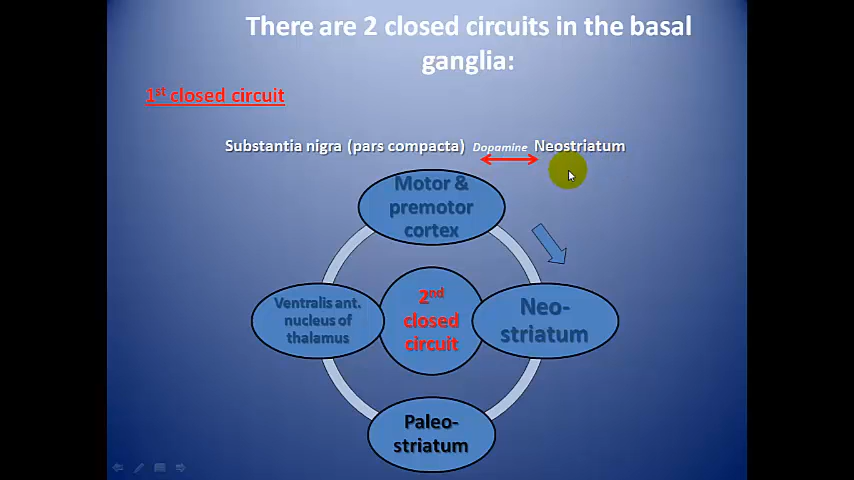 There are 2 closed circuits in the basal
ganglia:
1st closed circuit
Substantia nigra (pars compacta) Dopamine Neostriatum
Motor &
premotor
cortex
Ventralis ant.
nucleus of
thalamus
2nd
closed
circuit
Neo-
striatum
Paleo-
striatum